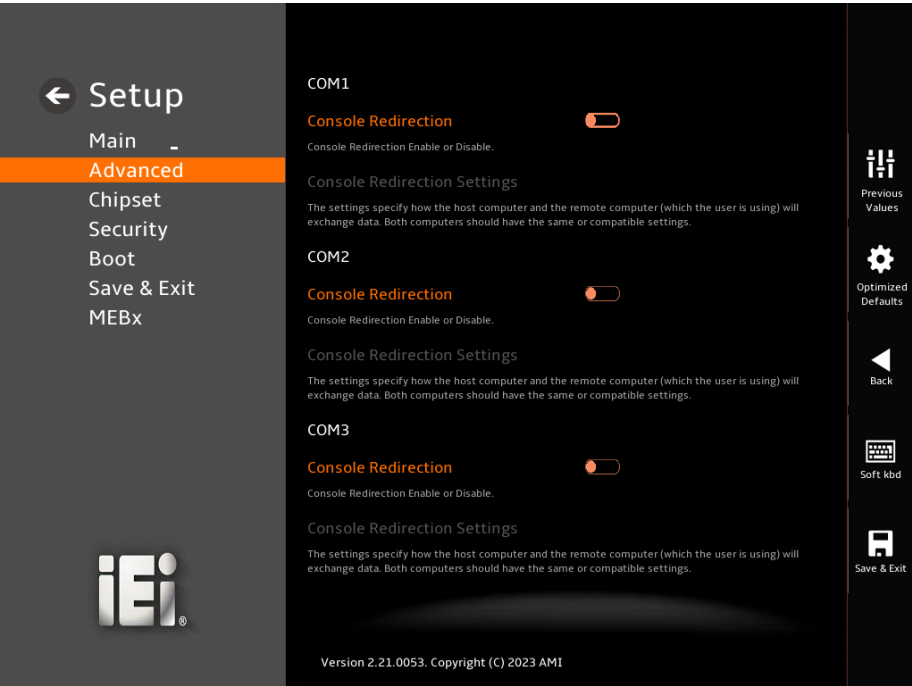 Setup
Main
Advanced
Chipset
Security
Boot
Save & Exit
MEBx
iEi®
COM1
Console Redirection
Console Redirection Enable or Disable.
Console Redirection Settings
The settings specify how the host computer and the remote computer (which the user is using) will
exchange data. Both computers should have the same or compatible settings.
COM2
Console Redirection
Console Redirection Enable or Disable.
Console Redirection Settings
The settings specify how the host computer and the remote computer (which the user is using) will
exchange data. Both computers should have the same or compatible settings.
COM3
Console Redirection
Console Redirection Enable or Disable.
Console Redirection Settings
The settings specify how the host computer and the remote computer (which the user is using) will
exchange data. Both computers should have the same or compatible settings.
Version 2.21.0053. Copyright (C) 2023 AMI
Previous
Values
Optimized
Defaults
Back
Soft kbd
Save & Exit